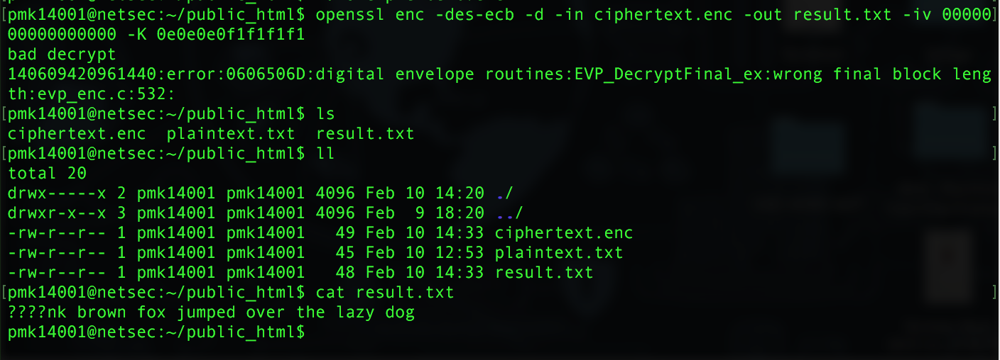 [pmk14001@netsec:~/public_html$ openssl enc -des-ecb -d -in ciphertext.enc -out result.txt -iv 00000]
00000000000 -K 0e0e0e0f1f1f1f1
bad decrypt
140609420961440:error:0606506D:digital envelope routines:EVP_DecryptFinal_ex:wrong final block leng
th:evp_enc.c:532:
[pmk14001@netsec:~/public_html$ ls ]
ciphertext.enc  plaintext.txt  result.txt
[pmk14001@netsec:~/public_html$ ll ]
total 20
drwx-----x 2 pmk14001 pmk14001 4096 Feb 10 14:20 ./
drwxr-x--x 3 pmk14001 pmk14001 4096 Feb  9 18:20 ../
-rw-r--r-- 1 pmk14001 pmk14001   49 Feb 10 14:33 ciphertext.enc
-rw-r--r-- 1 pmk14001 pmk14001   45 Feb 10 12:53 plaintext.txt
-rw-r--r-- 1 pmk14001 pmk14001   48 Feb 10 14:33 result.txt
[pmk14001@netsec:~/public_html$ cat result.txt ]
????nk brown fox jumped over the lazy dog
pmk14001@netsec:~/public_html$